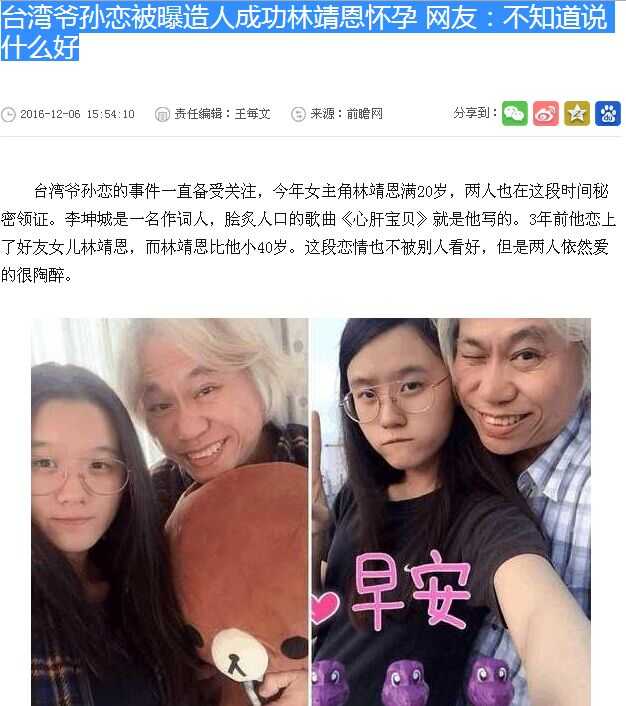 台湾爷孙恋被曝造人成功林靖恩怀孕 网友：不知道说
什么好
2016-12-06 15:54:10 责任编辑：王每文 来源：前瞻网 分享到：
台湾爷孙恋的事件一直备受关注，今年女主角林靖恩满20岁，两人也在这段时间秘
密领证。李坤城是一名作词人，脍炙人口的歌曲《心肝宝贝》就是他写的。3年前他恋上
了好友女儿林靖恩，而林靖恩比他小40岁。这段恋情也不被别人看好，但是两人依然爱
的很陶醉。
早安